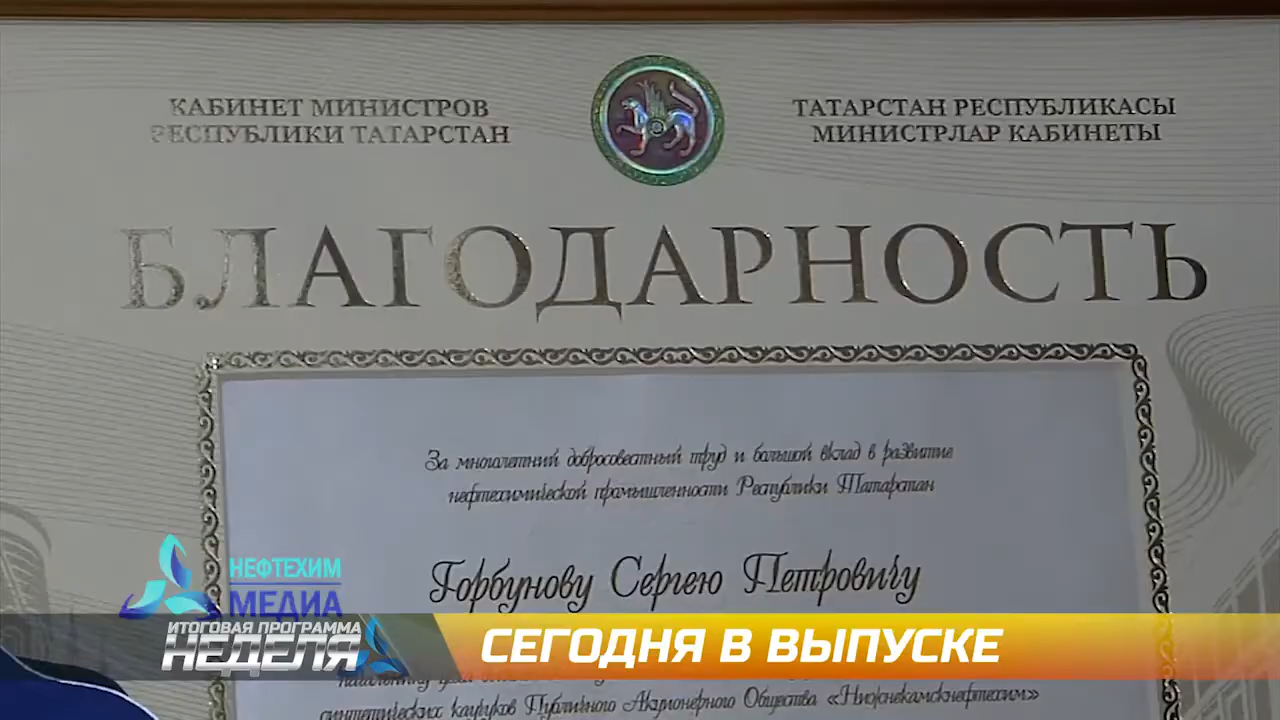 КАБИНЕТ МИНИСТРОВ
РЕСПУБЛИКИ ТАТАРСТАН
ТАТАРСТАН РЕСПУБЛИКАСЫ
МИНИСТРЛАР КАБИНЕТЫ
БЛАГОДАРНОСТЬ
За многолетний добросовестный труд и большой вклад в развитие
нефтехимической промышленности Республики Татарстан
Горбунову Сергею Петровичу
НЕФТЕХИМ
МЕДИА
ИТОГОВАЯ ПРОГРАММА
НЕДЕЛЯ
СЕГОДНЯ В ВЫПУСКЕ
синтетических каучуков Публичного Акционерного Общества «Нижнекамскнефтехим»